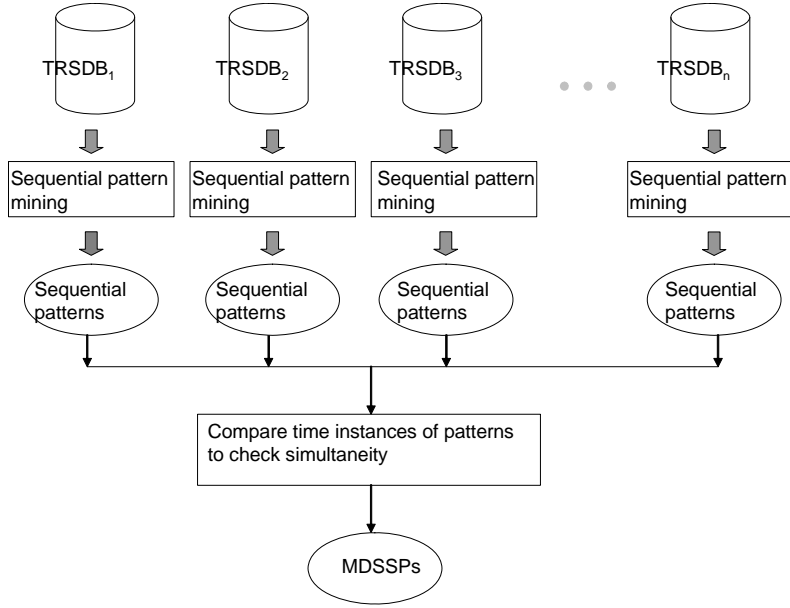 TRSDB₁ TRSDB₂ TRSDB₃ TRSDBₙ
Sequential pattern Sequential pattern Sequential pattern Sequential pattern
mining mining mining mining
Sequential Sequential Sequential Sequential
patterns patterns patterns patterns
Compare time instances of patterns
to check simultaneity
MDSSPs